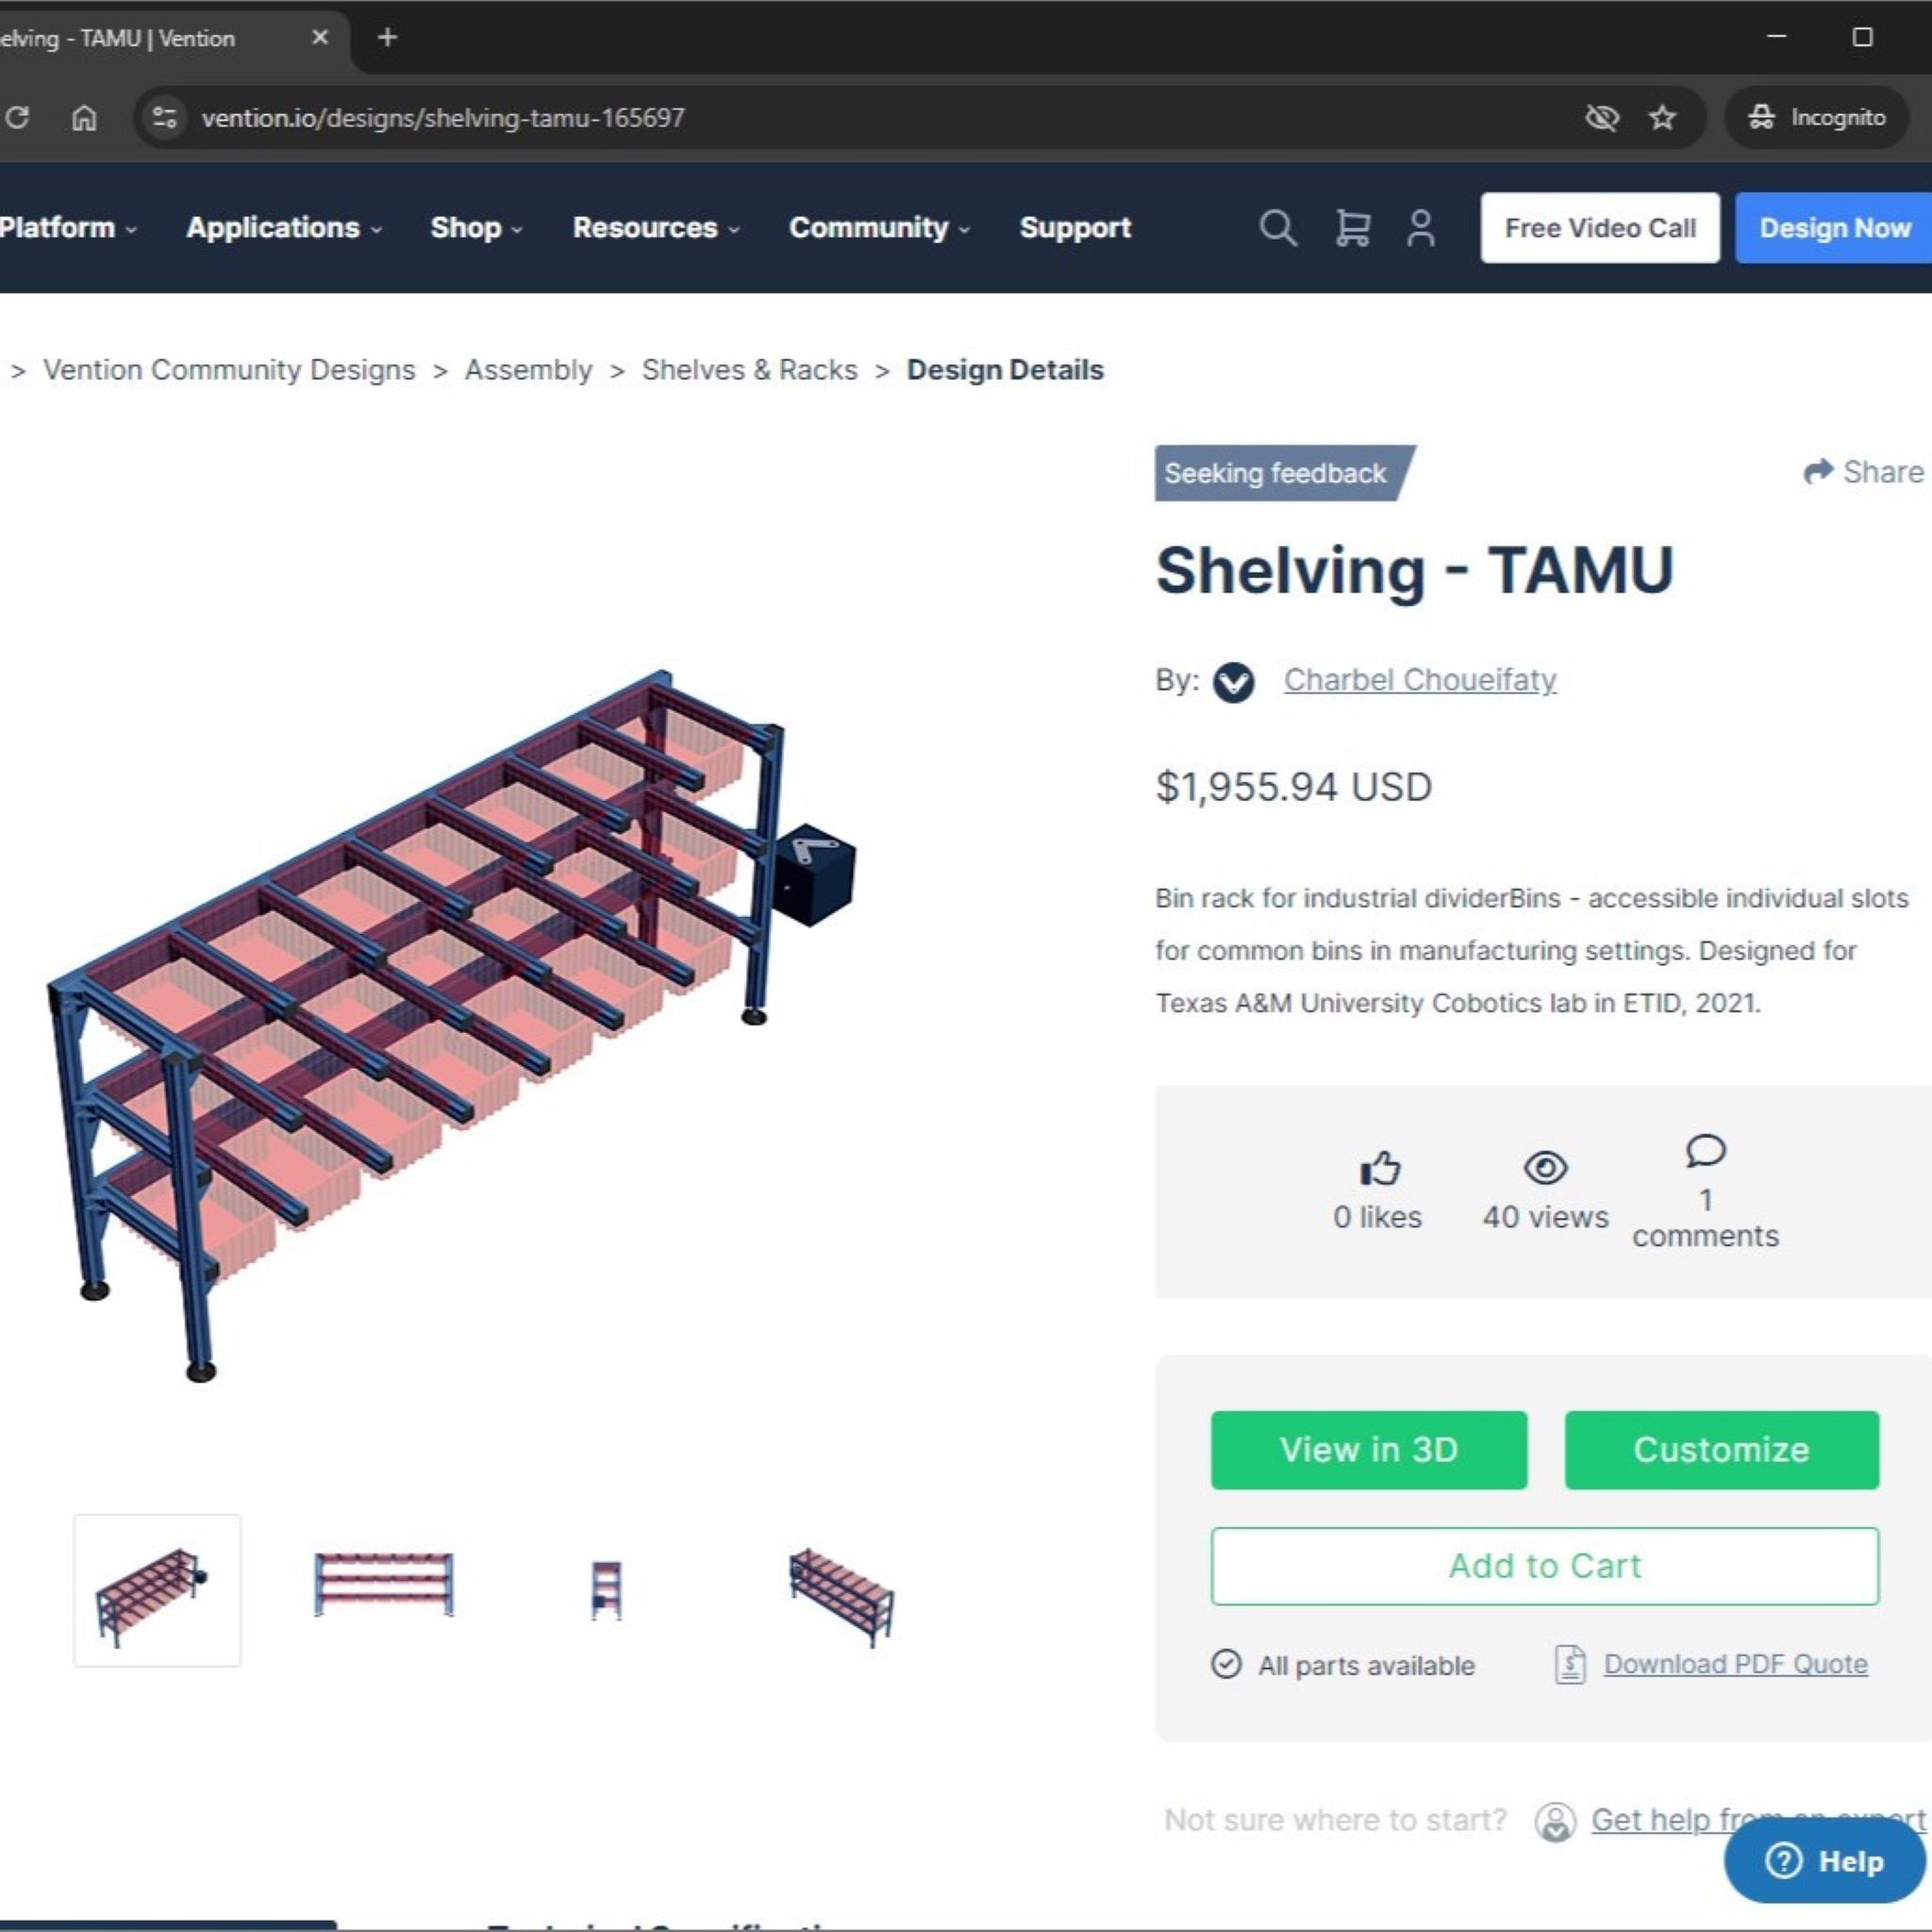 elving - TAMU | Vention
vention.io/designs/shelving-tamu-165697
Incognito
Platform Applications Shop Resources Community Support Free Video Call Design Now
> Vention Community Designs > Assembly > Shelves & Racks > Design Details
Seeking feedback
Share
Shelving - TAMU
By: Charbel Choueifaty
$1,955.94 USD
Bin rack for industrial dividerBins - accessible individual slots
for common bins in manufacturing settings. Designed for
Texas A&M University Cobotics lab in ETID, 2021.
0 likes
40 views
1
comments
View in 3D
Customize
Add to Cart
All parts available
Download PDF Quote
Not sure where to start? Get help from an expert
Help